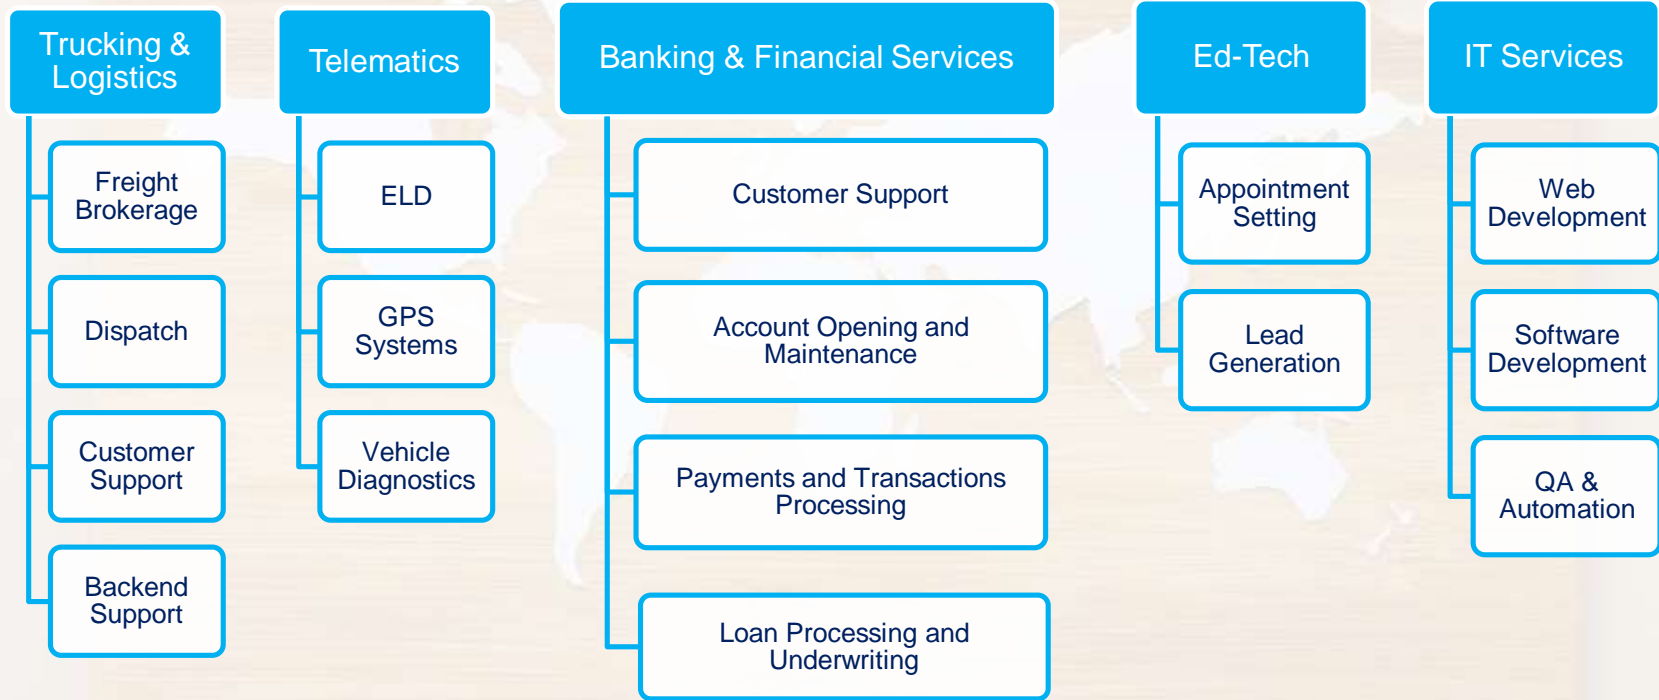 Trucking &
Logistics
Freight
Brokerage
Dispatch
Customer
Support
Backend
Support
Telematics
ELD
GPS
Systems
Vehicle
Diagnostics
Banking & Financial Services
Customer Support
Account Opening and
Maintenance
Payments and Transactions
Processing
Loan Processing and
Underwriting
Ed-Tech
Appointment
Setting
Lead
Generation
IT Services
Web
Development
Software
Development
QA &
Automation